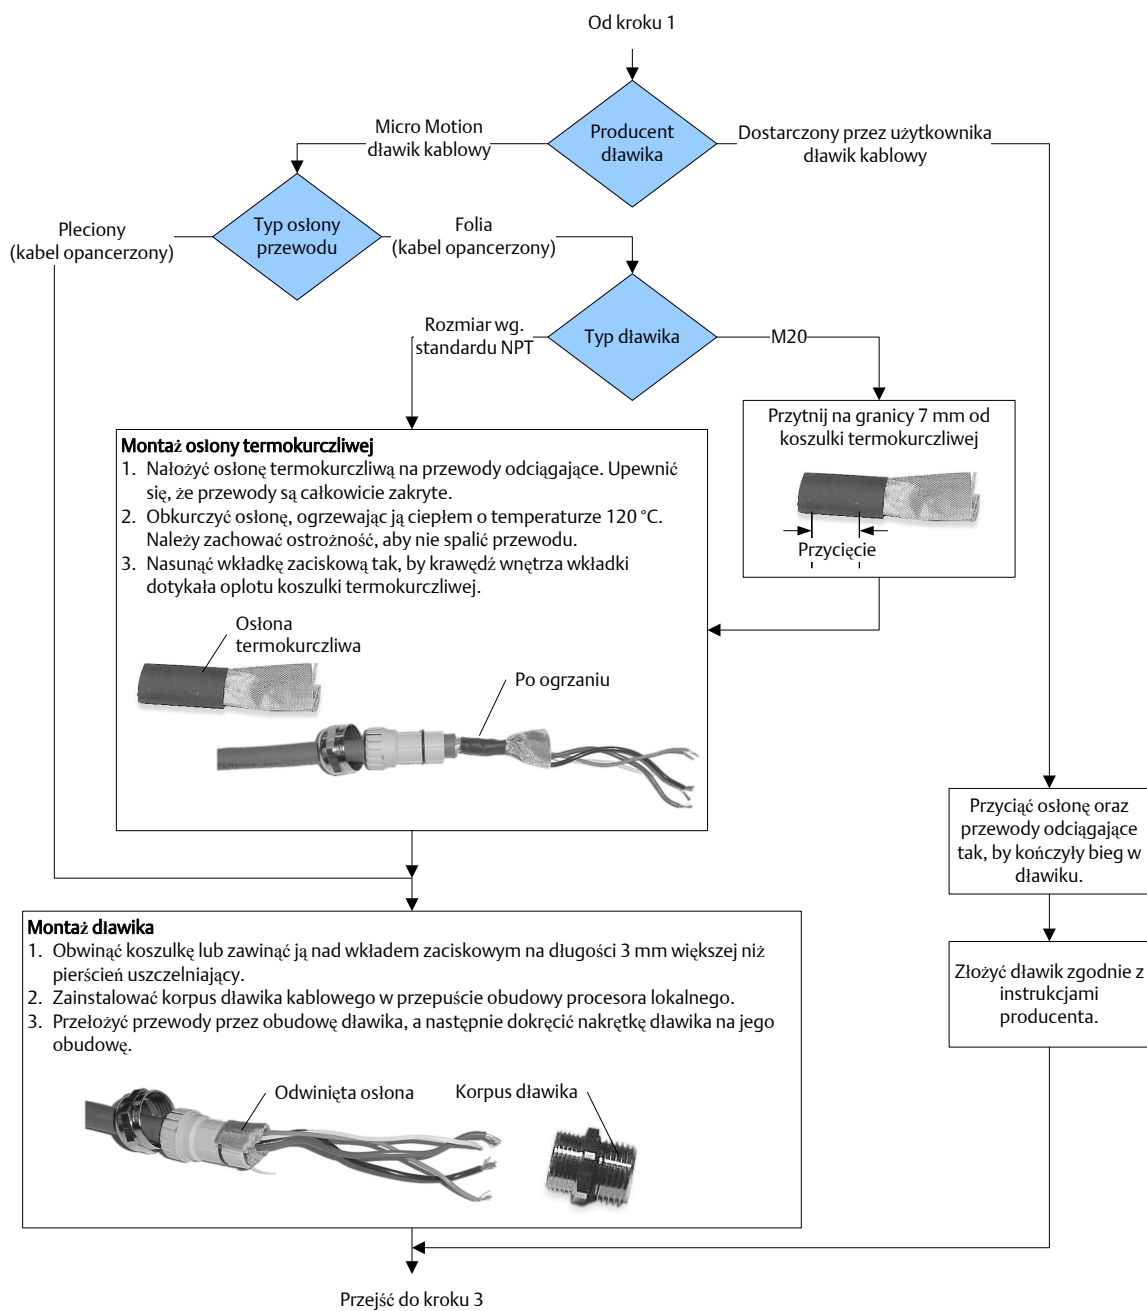 Od kroku 1
Producent
dławika
Micro Motion
dławik kablowy
Dostarczony przez użytkownika
dławik kablowy
Typ osłony
przewodu
Pleciony
(kabel opancerzony)
Folia
(kabel opancerzony)
Typ dławika
Rozmiar wg.
standardu NPT
M20
Przytnij na granicy 7 mm od
koszulki termokurczliwej
Przycięcie
Montaż osłony termokurczliwej
1. Nałożyć osłonę termokurczliwą na przewody odciągające. Upewnić
się, że przewody są całkowicie zakryte.
2. Obkurczyć osłonę, ogrzewając ją ciepłem o temperaturze 120 °C.
Należy zachować ostrożność, aby nie spalić przewodu.
3. Nasunąć wkładkę zaciskową tak, by krawędź wnętrza wkładki
dotykała oplotu koszulki termokurczliwej.
Osłona
termokurczliwa
Po ogrzaniu
Przyciąć osłonę oraz
przewody odciągające
tak, by kończyły bieg w
dławiku.
Montaż dławika
1. Obwinąć koszulkę lub zawinąć ją nad wkładem zaciskowym na długości 3 mm większej niż
pierścień uszczelniający.
2. Zainstalować korpus dławika kablowego w przepuście obudowy procesora lokalnego.
3. Przełożyć przewody przez obudowę dławika, a następnie dokręcić nakrętkę dławika na jego
obudowę.
Odwinięta osłona
Korpus dławika
Złożyć dławik zgodnie z
instrukcjami
producenta.
Przejść do kroku 3